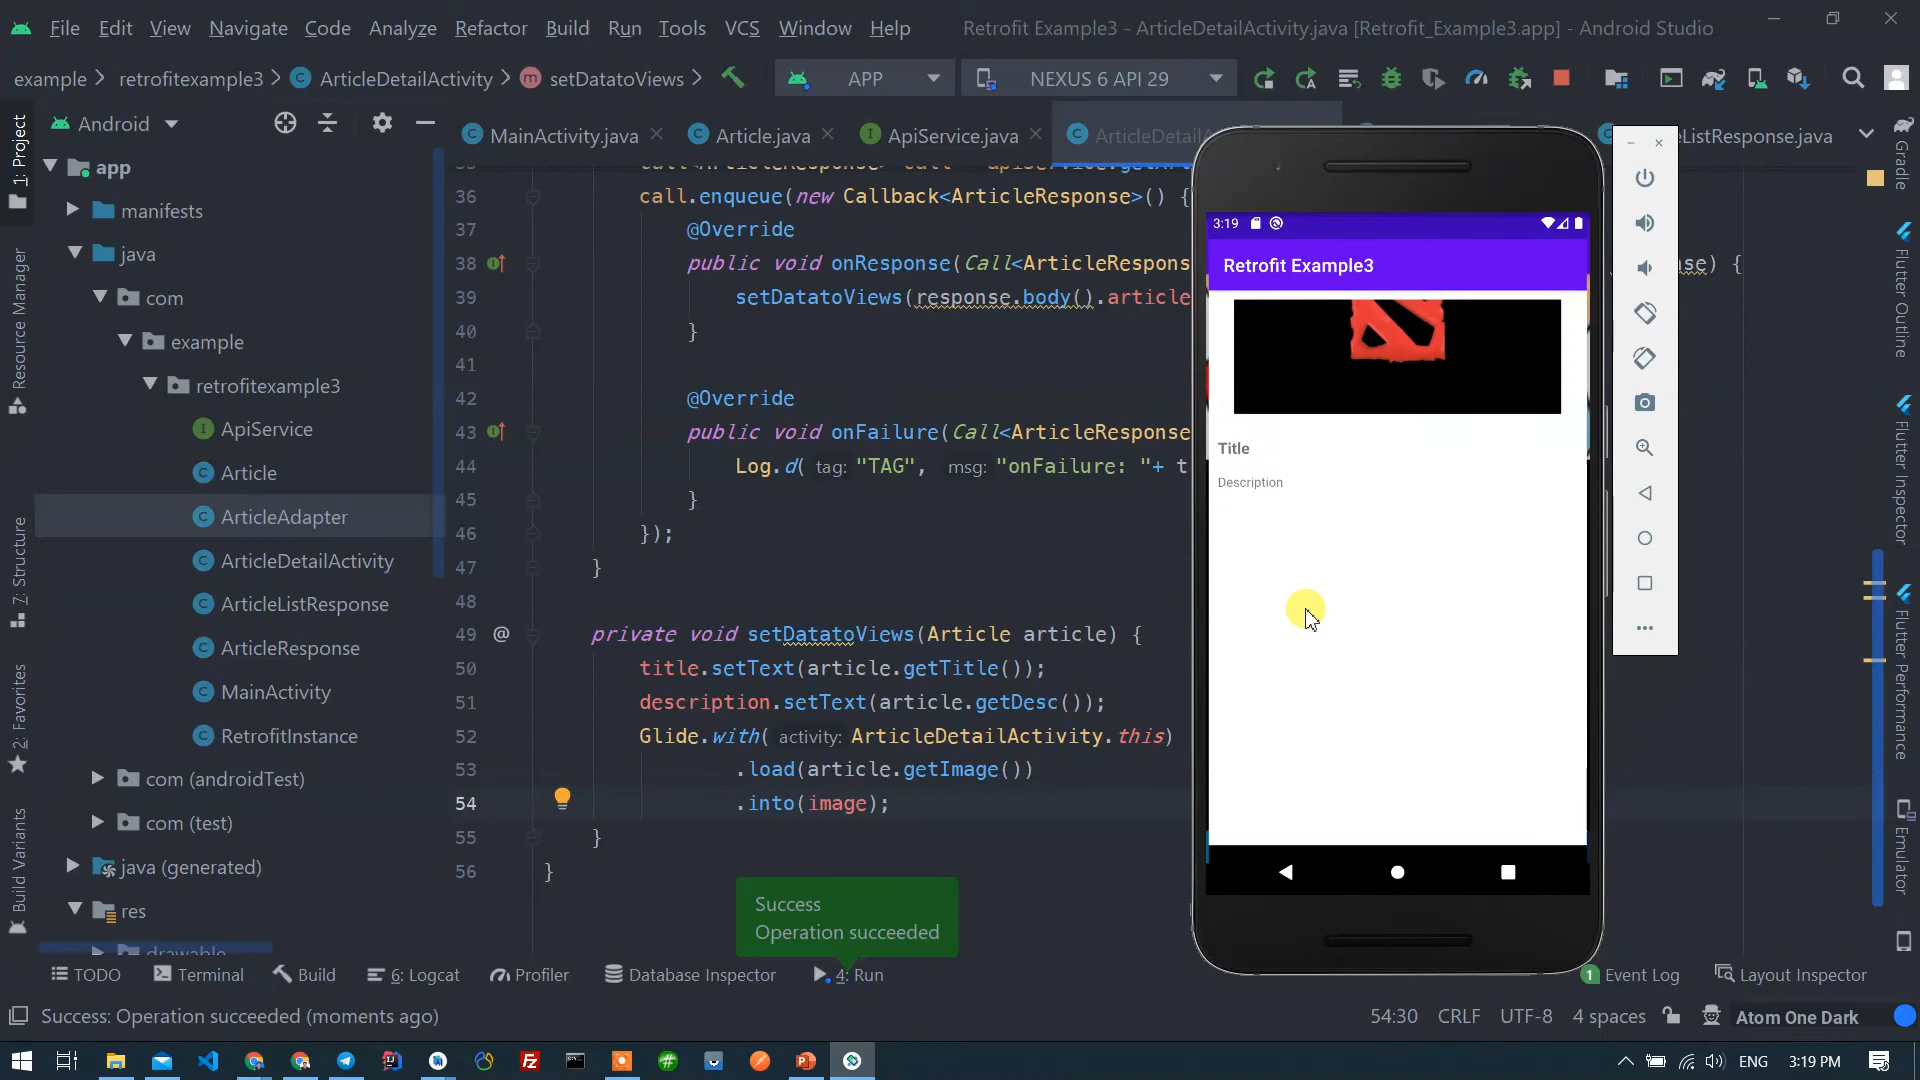 File Edit View Navigate Code Analyze Refactor Build Run Tools VCS Window Help Retrofit Example3 - ArticleDetailActivity.java [Retrofit_Example3.app] - Android Studio
example retrofitexample3 ArticleDetailActivity setDatatoViews APP NEXUS 6 API 29
1: Project
Resource Manager
7: Structure
2: Favorites
Build Variants
Android
app
manifests
java
com
example
retrofitexample3
ApiService
Article
ArticleAdapter
ArticleDetailActivity
ArticleListResponse
ArticleResponse
MainActivity
RetrofitInstance
com (androidTest)
com (test)
java (generated)
res
drawable
MainActivity.java Article.java ApiService.java ArticleDetailA listResponse.java
36 call.enqueue(new Callback<ArticleResponse>() {
37 @Override
38 public void onResponse(Call<ArticleRespons se) {
39 setDatatoViews(response.body().article
40 }
41
42 @Override
43 public void onFailure(Call<ArticleResponse
44 Log.d( tag: "TAG", msg: "onFailure: "+ t
45 }
46 });
47 }
48
49 @ private void setDatatoViews(Article article) {
50 title.setText(article.getTitle());
51 description.setText(article.getDesc());
52 Glide.with( activity: ArticleDetailActivity.this)
53 .load(article.getImage())
54 .into(image);
55 }
56 }
3:19
Retrofit Example3
Title
Description
Gradle
Flutter Outline
Flutter Inspector
Flutter Performance
Emulator
Success
Operation succeeded
TODO Terminal Build 6: Logcat Profiler Database Inspector 4: Run 1 Event Log Layout Inspector
Success: Operation succeeded (moments ago) 54:30 CRLF UTF-8 4 spaces Atom One Dark
ENG 3:19 PM